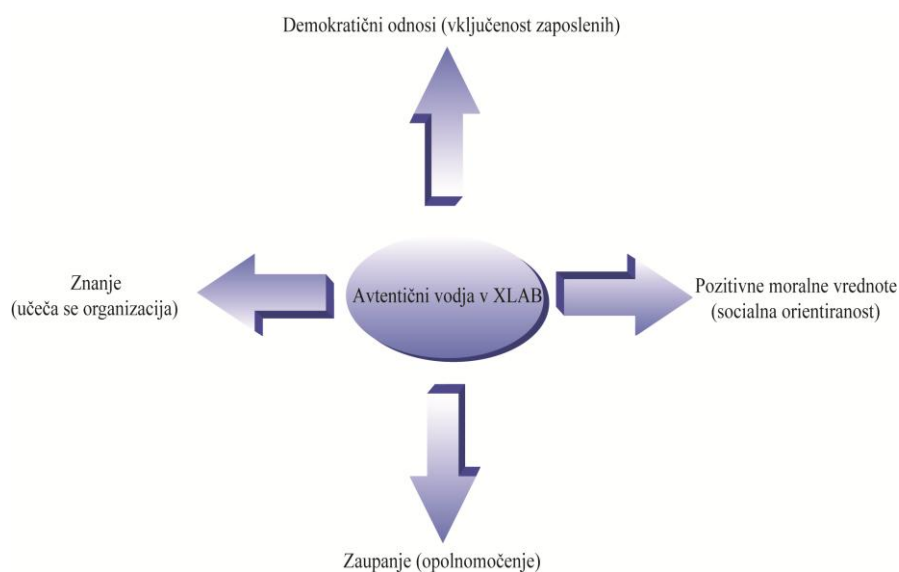 Demokratični odnosi (vključenost zaposlenih)
Znanje
(učeča se organizacija)
Avtentični vodja v XLAB
Pozitivne moralne vrednote
(socialna orientiranost)
Zaupanje (opolnomočenje)